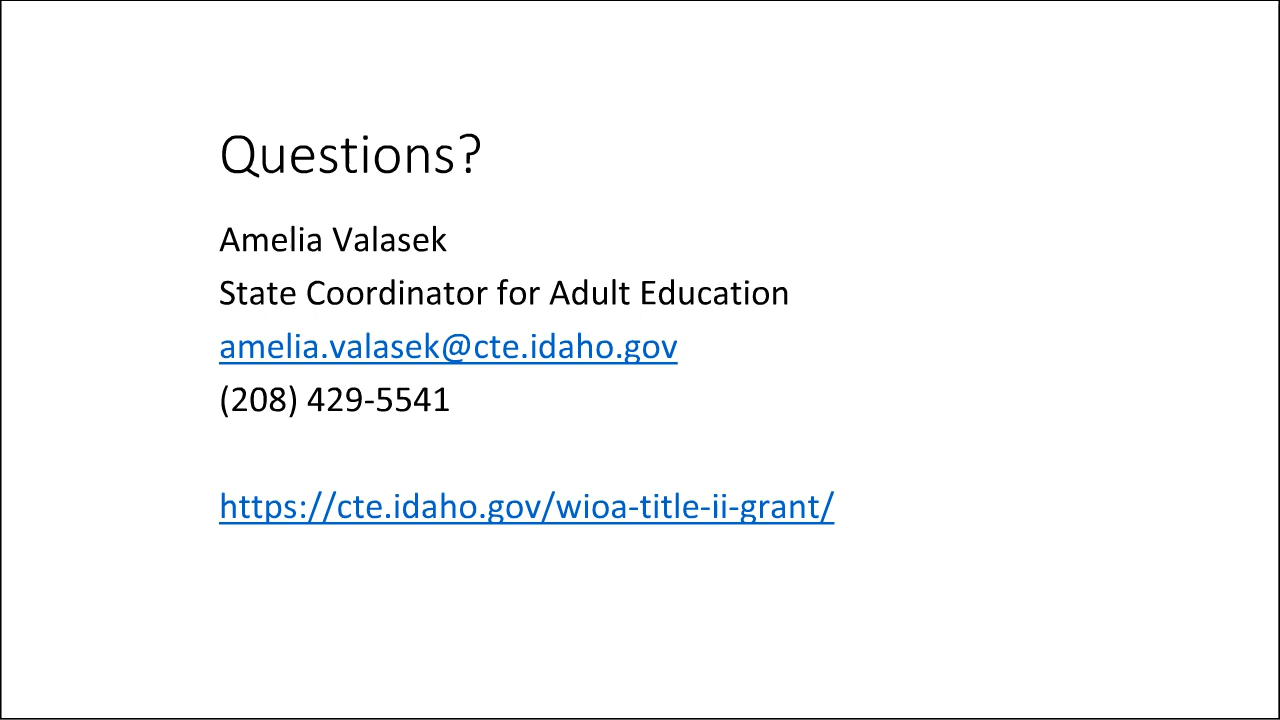 Questions?
Amelia Valasek
State Coordinator for Adult Education
amelia.valasek@cte.idaho.gov
(208) 429-5541
https://cte.idaho.gov/wioa-title-ii-grant/